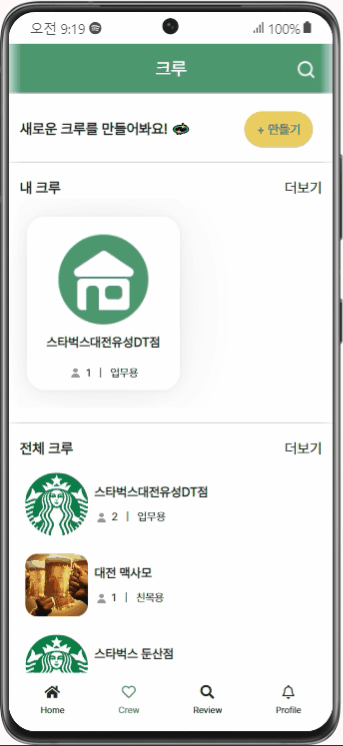 오전 9:19
100%
크루
새로운 크루를 만들어봐요!
+ 만들기
내 크루 더보기
스타벅스대전유성DT점
1 | 업무용
전체 크루 더보기
스타벅스대전유성DT점
2 | 업무용
대전 맥사모
1 | 친목용
스타벅스 둔산점
Home Crew Review Profile